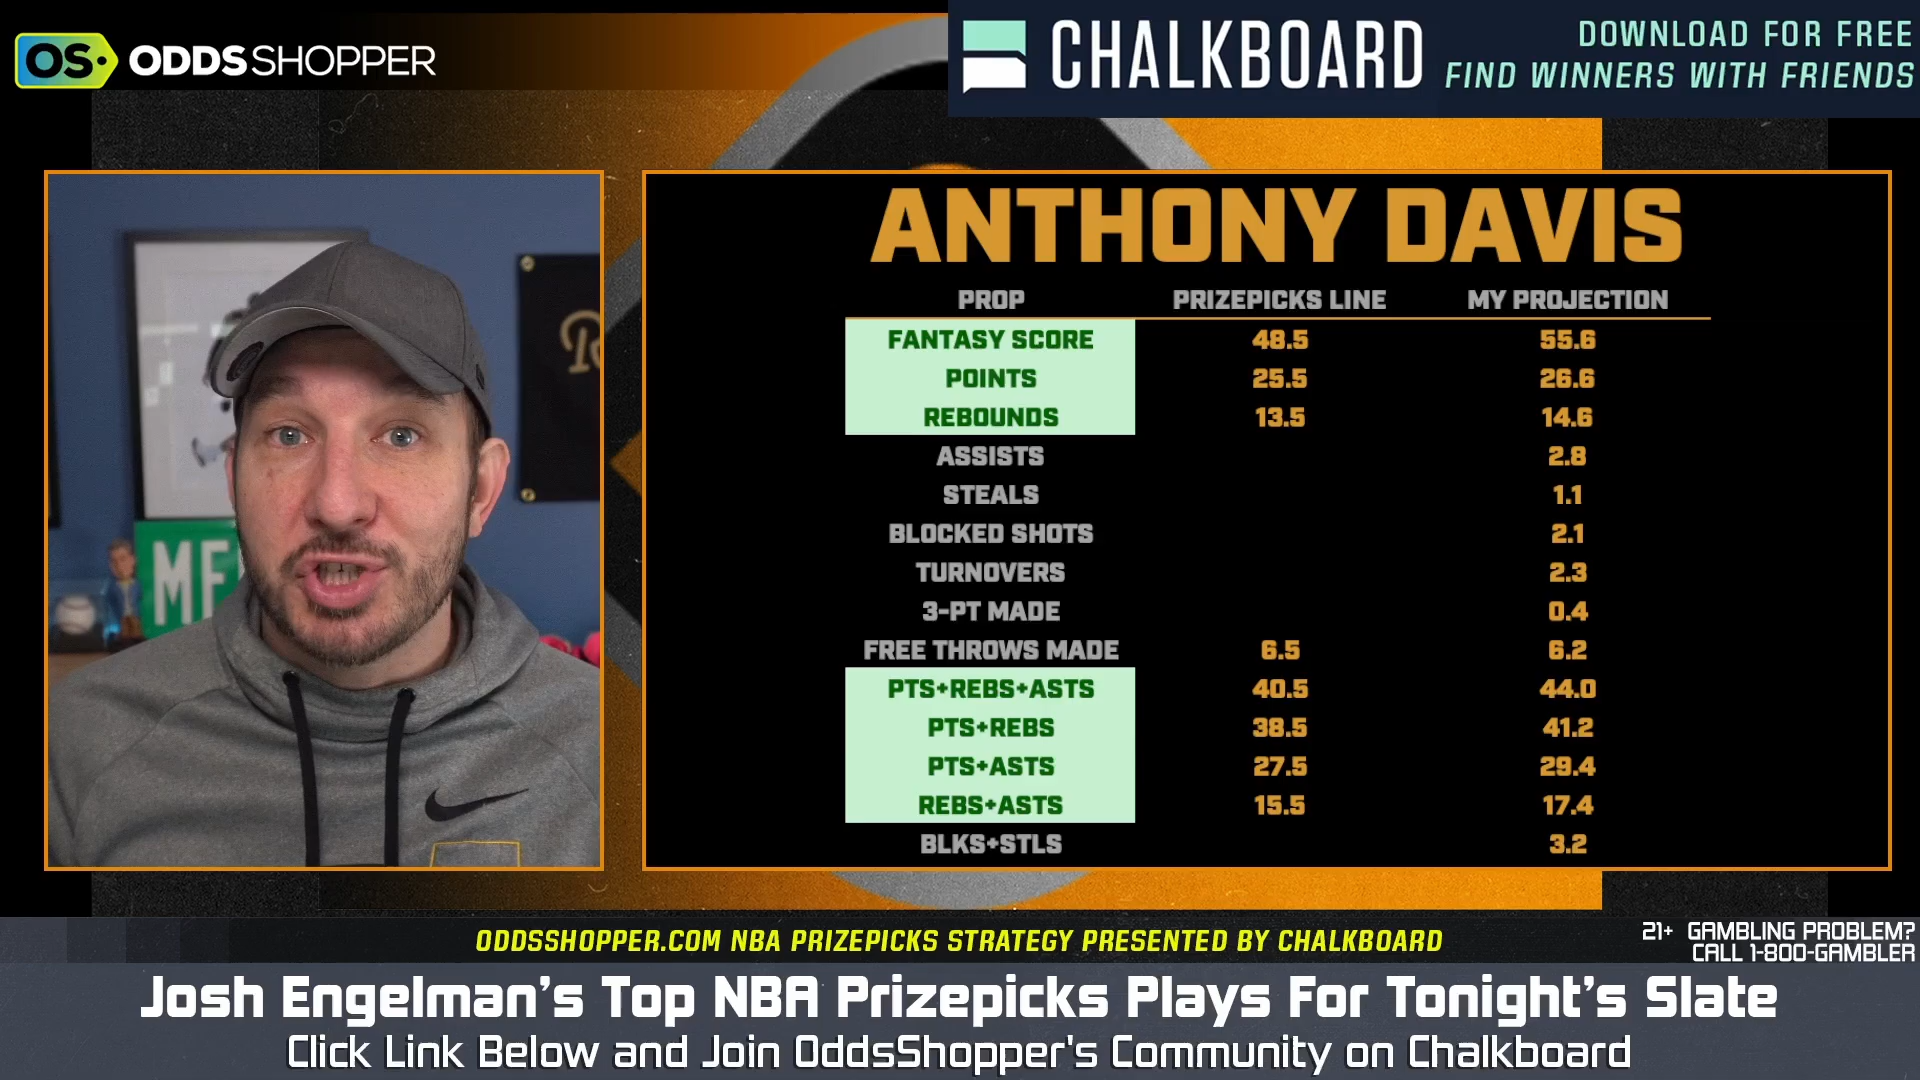 OS. ODDSSHOPPER
CHALKBOARD
DOWNLOAD FOR FREE
FIND WINNERS WITH FRIENDS
ME
ANTHONY DAVIS
PROP PRIZEPICKS LINE MY PROJECTION
FANTASY SCORE 48.5 55.6
POINTS 25.5 26.6
REBOUNDS 13.5 14.6
ASSISTS 2.8
STEALS 1.1
BLOCKED SHOTS 2.1
TURNOVERS 2.3
3-PT MADE 0.4
FREE THROWS MADE 6.5 6.2
PTS+REBS+ASTS 40.5 44.0
PTS+REBS 38.5 41.2
PTS+ASTS 27.5 29.4
REBS+ASTS 15.5 17.4
BLKS+STLS 3.2
ODDSSHOPPER.COM NBA PRIZEPICKS STRATEGY PRESENTED BY CHALKBOARD
21+ GAMBLING PROBLEM?
CALL 1-800-GAMBLER
Josh Engelman's Top NBA Prizepicks Plays For Tonight's Slate
Click Link Below and Join OddsShopper's Community on Chalkboard